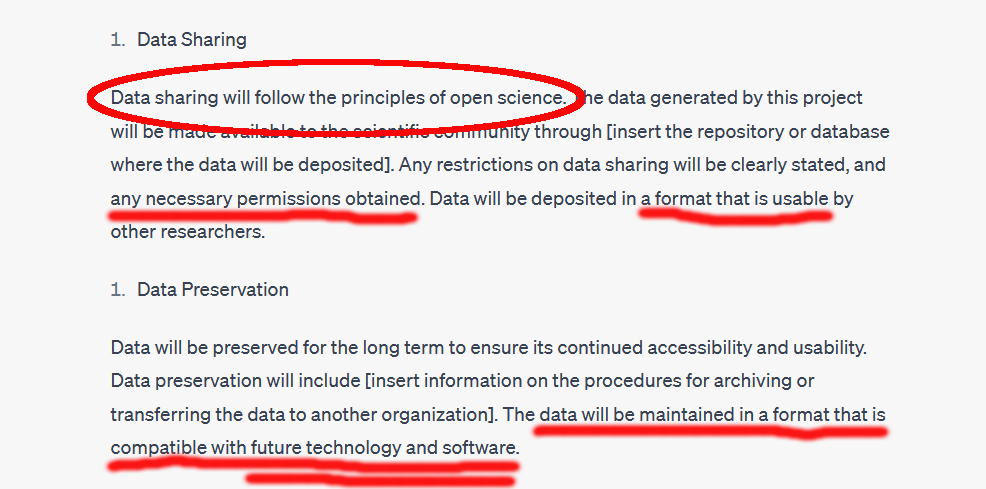 1. Data Sharing
Data sharing will follow the principles of open science. The data generated by this project
will be made available to the scientific community through [insert the repository or database
where the data will be deposited]. Any restrictions on data sharing will be clearly stated, and
any necessary permissions obtained. Data will be deposited in a format that is usable by
other researchers.
1. Data Preservation
Data will be preserved for the long term to ensure its continued accessibility and usability.
Data preservation will include [insert information on the procedures for archiving or
transferring the data to another organization]. The data will be maintained in a format that is
compatible with future technology and software.